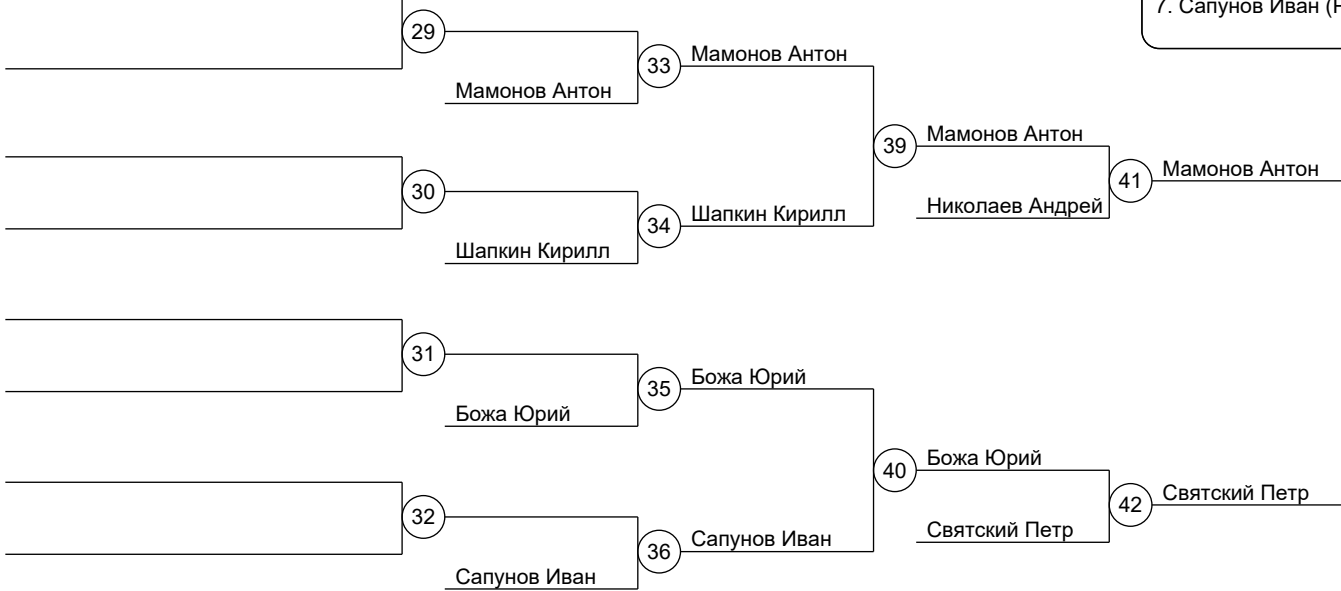 7. Сапунов Иван (
29
33
Мамонов Антон
Мамонов Антон
39
Мамонов Антон
41
Мамонов Антон
30
34
Шапкин Кирилл
Николаев Андрей
Шапкин Кирилл
31
35
Божа Юрий
Божа Юрий
40
Божа Юрий
42
Святский Петр
32
36
Сапунов Иван
Святский Петр
Сапунов Иван